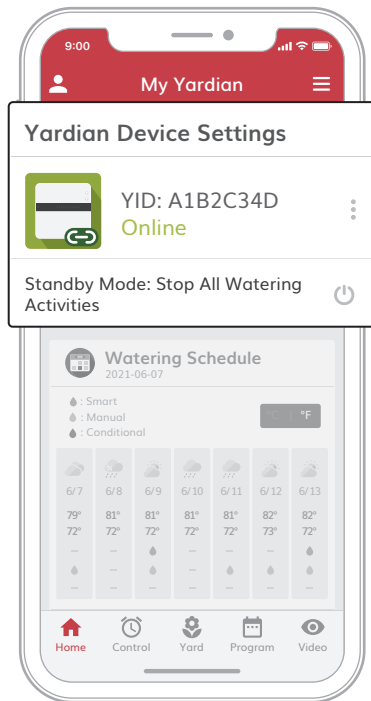 9:00
My Yardian
Yardian Device Settings
YID: A1B2C34D
Online
Standby Mode: Stop All Watering
Activities
Watering Schedule
2021-06-07
: Smart
: Manual
: Conditional
°C °F
6/7 6/8 6/9 6/10 6/11 6/12 6/13
79° 81° 81° 81° 81° 82° 82°
72° 72° 72° 72° 72° 73° 72°
– – – – –
– – –
– – – – – – –
Home Control Yard Program Video